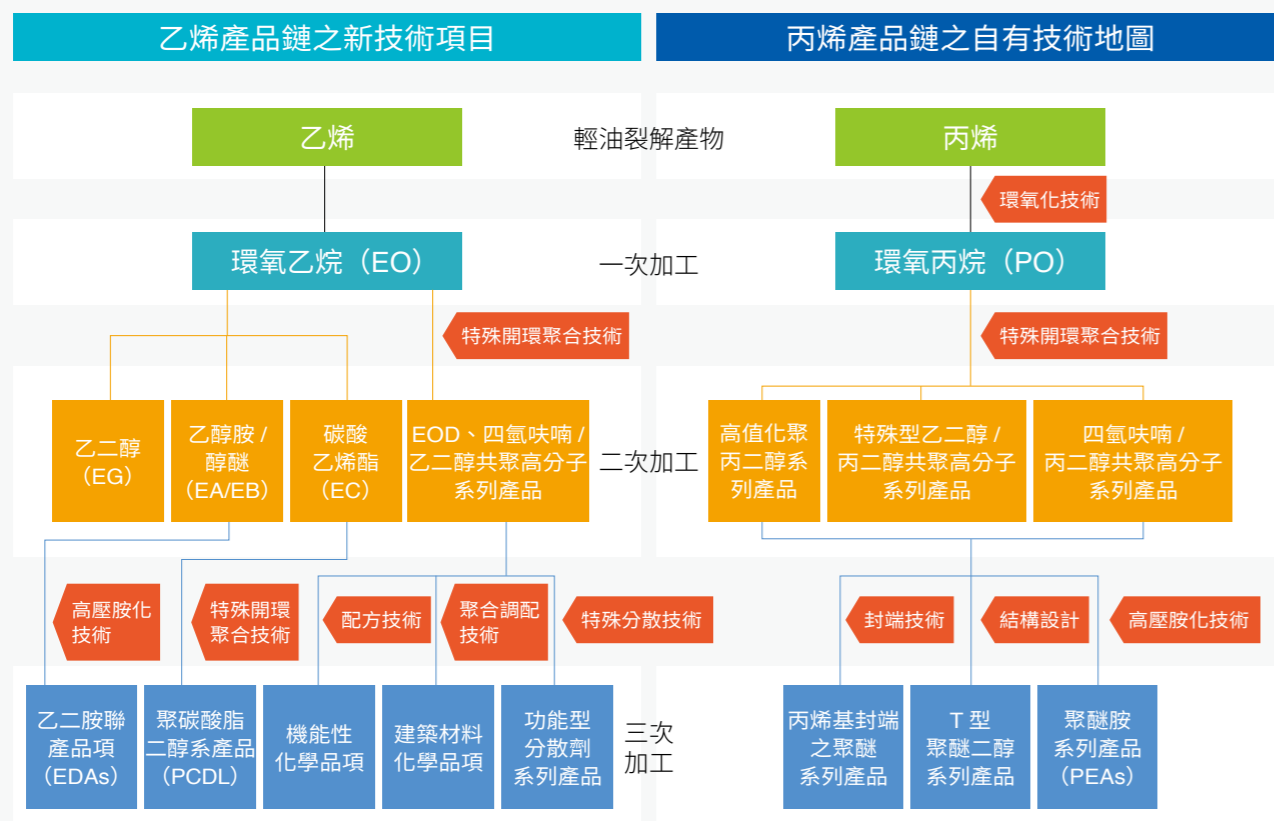 乙烯產品鏈之新技術項目
丙烯產品鏈之自有技術地圖
乙烯
輕油裂解產物
丙烯
環氧化技術
環氧乙烷（EO）
一次加工
環氧丙烷（PO）
特殊開環聚合技術
特殊開環聚合技術
乙二醇
（EG）
乙醇胺 /
醇醚
（EA/EB）
碳酸
乙烯酯
（EC）
EOD、四氫呋喃 /
乙二醇共聚高分子
系列產品
二次加工
高值化聚
丙二醇系
列產品
特殊型乙二醇 /
丙二醇共聚高分子
系列產品
四氫呋喃 /
丙二醇共聚高分子
系列產品
高壓胺化
技術
特殊開環
聚合技術
配方技術
聚合調配
技術
特殊分散技術
封端技術
結構設計
高壓胺化技術
乙二胺聯
產品項
（EDAs）
聚碳酸脂
二醇系產品
（PCDL）
機能性
化學品項
建築材料
化學品項
功能型
分散劑
系列產品
三次
加工
丙烯基封端
之聚醚
系列產品
T 型
聚醚二醇
系列產品
聚醚胺
系列產品
（PEAs）